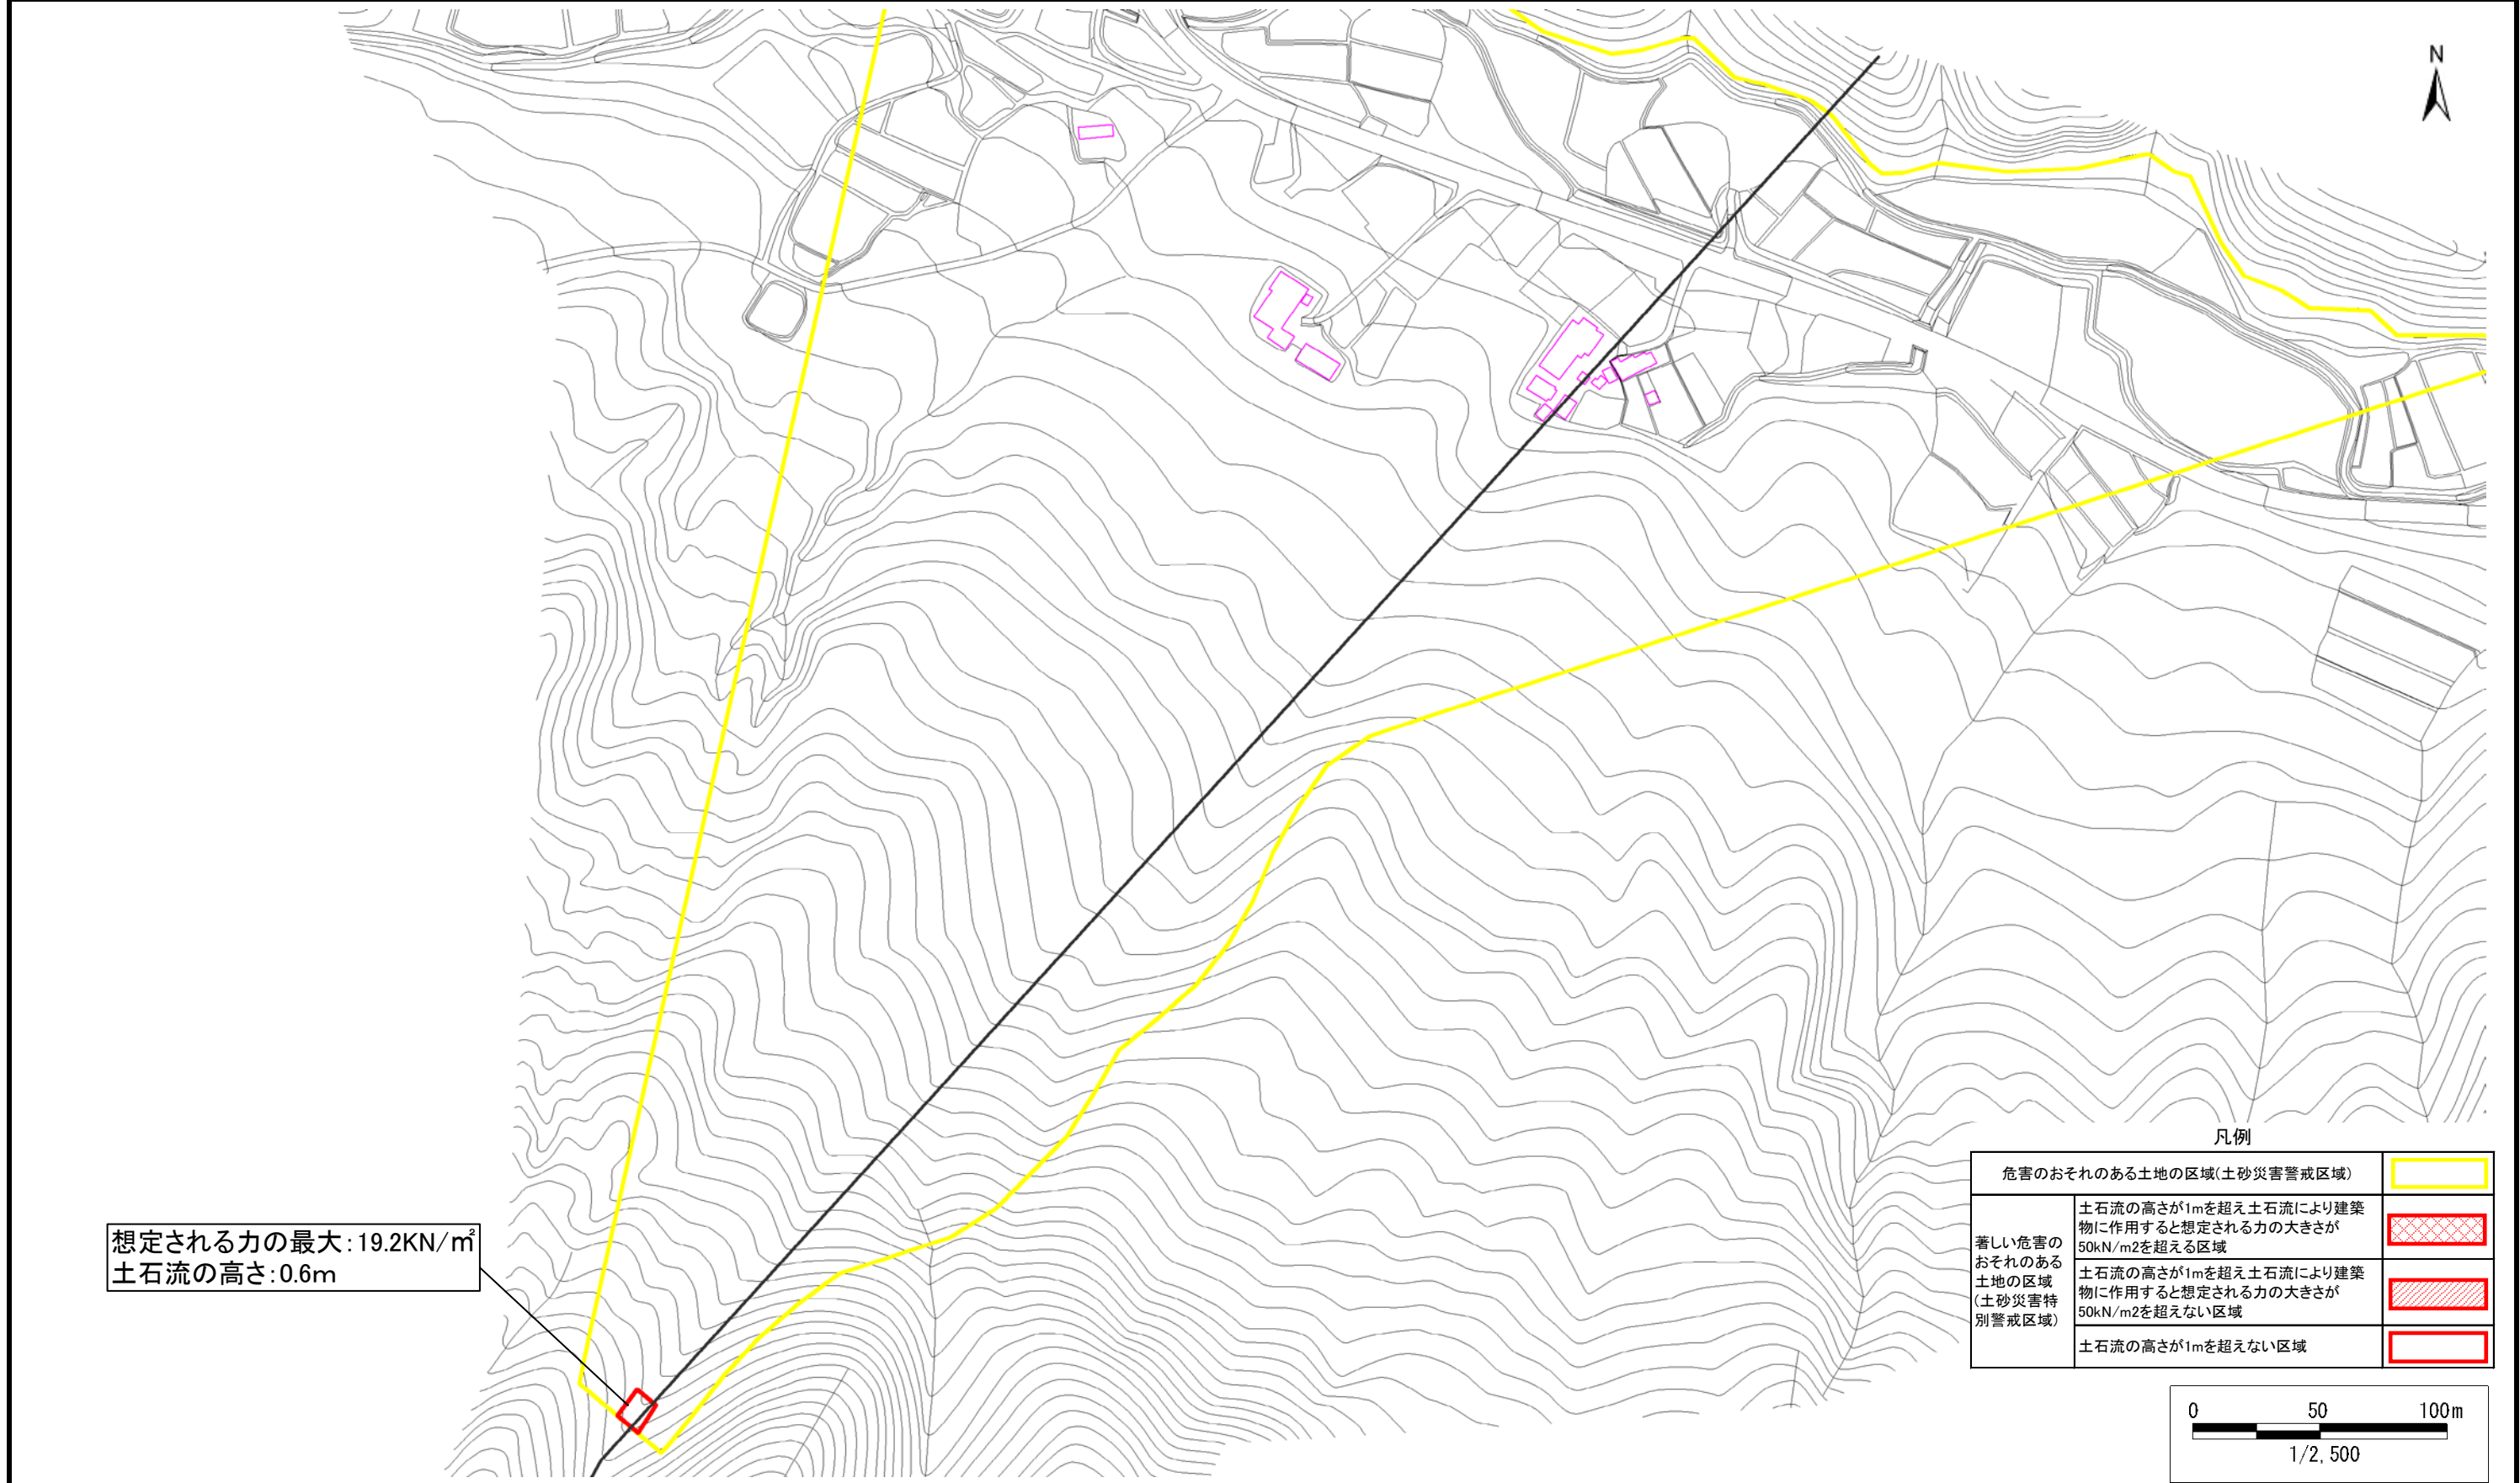 N
想定される力の最大:19.2KN/㎡
土石流の高さ:0.6m
凡例
危害のおそれのある土地の区域(土砂災害警戒区域)
著しい危害の
おそれのある
土地の区域
(土砂災害特
別警戒区域)
土石流の高さが1mを超え土石流により建築
物に作用すると想定される力の大きさが
50kN/m2を超える区域
土石流の高さが1mを超え土石流により建築
物に作用すると想定される力の大きさが
50kN/m2を超えない区域
土石流の高さが1mを超えない区域
0 50 100m
1/2,500